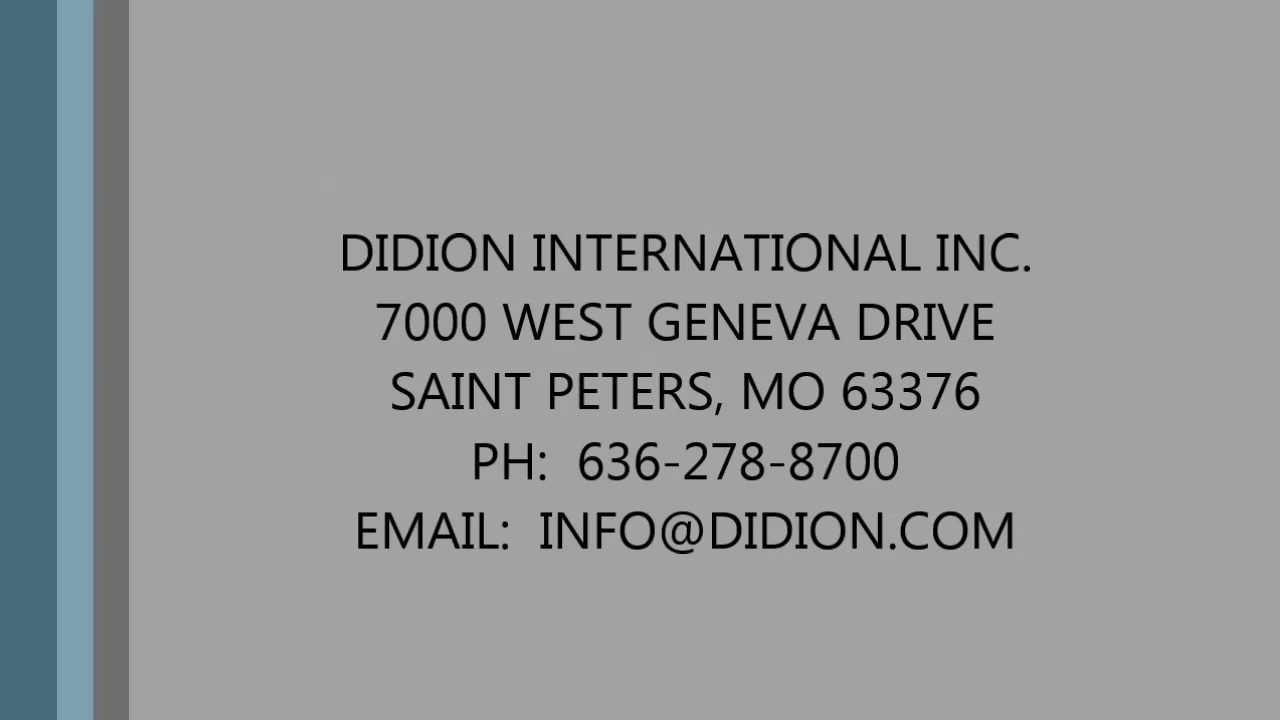 DIDION INTERNATIONAL INC.
7000 WEST GENEVA DRIVE
SAINT PETERS, MO 63376
PH:  636-278-8700
EMAIL:  INFO@DIDION.COM